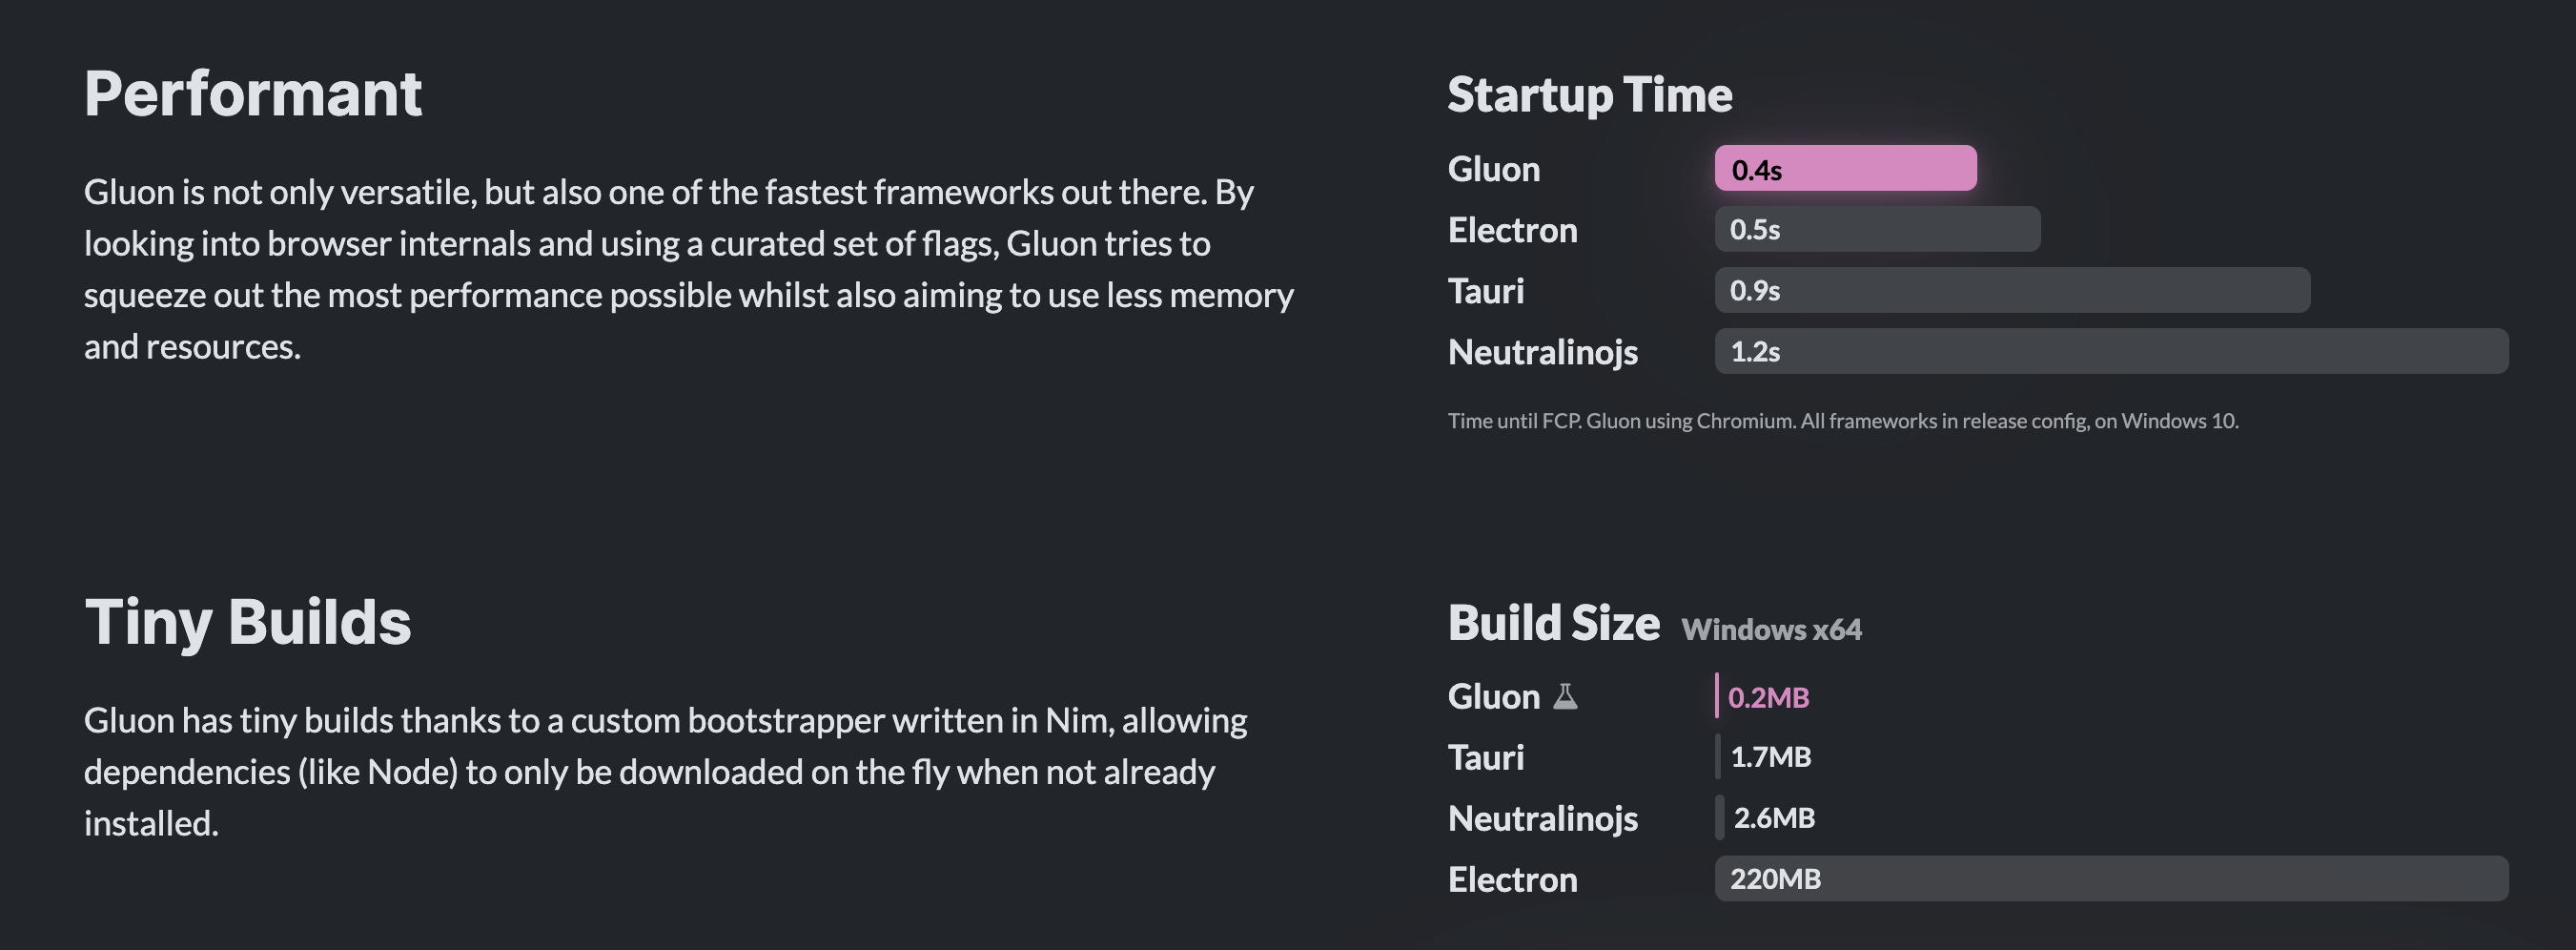 Performant
Gluon is not only versatile, but also one of the fastest frameworks out there. By
looking into browser internals and using a curated set of flags, Gluon tries to
squeeze out the most performance possible whilst also aiming to use less memory
and resources.
Startup Time
Gluon 0.4s
Electron 0.5s
Tauri 0.9s
Neutralinojs 1.2s
Time until FCP. Gluon using Chromium. All frameworks in release config, on Windows 10.
Tiny Builds
Gluon has tiny builds thanks to a custom bootstrapper written in Nim, allowing
dependencies (like Node) to only be downloaded on the fly when not already
installed.
Build Size Windows x64
Gluon 0.2MB
Tauri 1.7MB
Neutralinojs 2.6MB
Electron 220MB